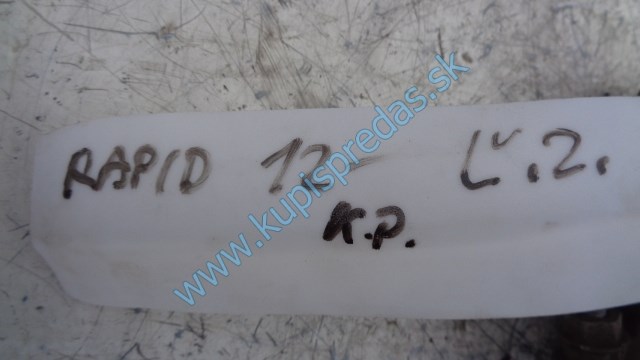 RAPID 12- Ľ.Z.
K.P.
www.kupispredas.sk